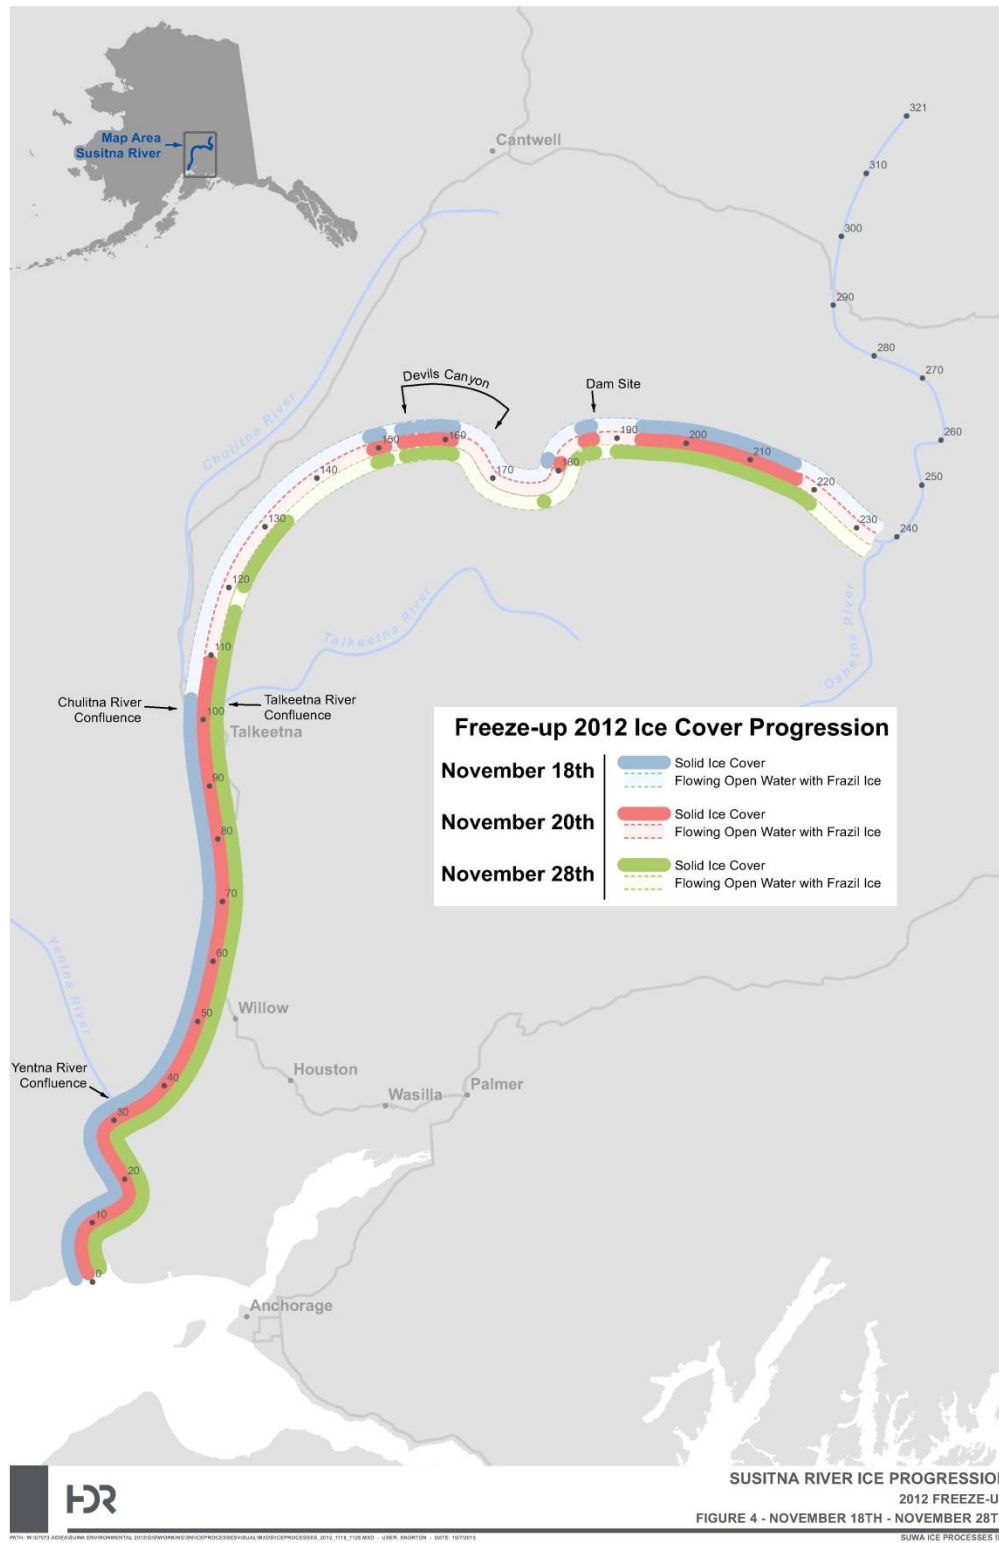 Map Area
Susitna River
Cantwell
321
310
300
290
280
270
260
250
240
Devils Canyon
Dam Site
Chulitna River
150
160
170
180
190
200
210
220
230
140
130
120
110
Talkeetna River
Oshetna River
Chulitna River
Confluence
Talkeetna River
Confluence
100
Talkeetna
90
80
70
60
50
40
30
20
10
0
Freeze-up 2012 Ice Cover Progression
November 18th
Solid Ice Cover
Flowing Open Water with Frazil Ice
November 20th
Solid Ice Cover
Flowing Open Water with Frazil Ice
November 28th
Solid Ice Cover
Flowing Open Water with Frazil Ice
Yentna River
Willow
Houston
Wasilla
Palmer
Yentna River
Confluence
Anchorage
HDR
SUSITNA RIVER ICE PROGRESSIO
2012 FREEZE-U
FIGURE 4 - NOVEMBER 18TH - NOVEMBER 28T
SUWA ICE PROCESSES IS